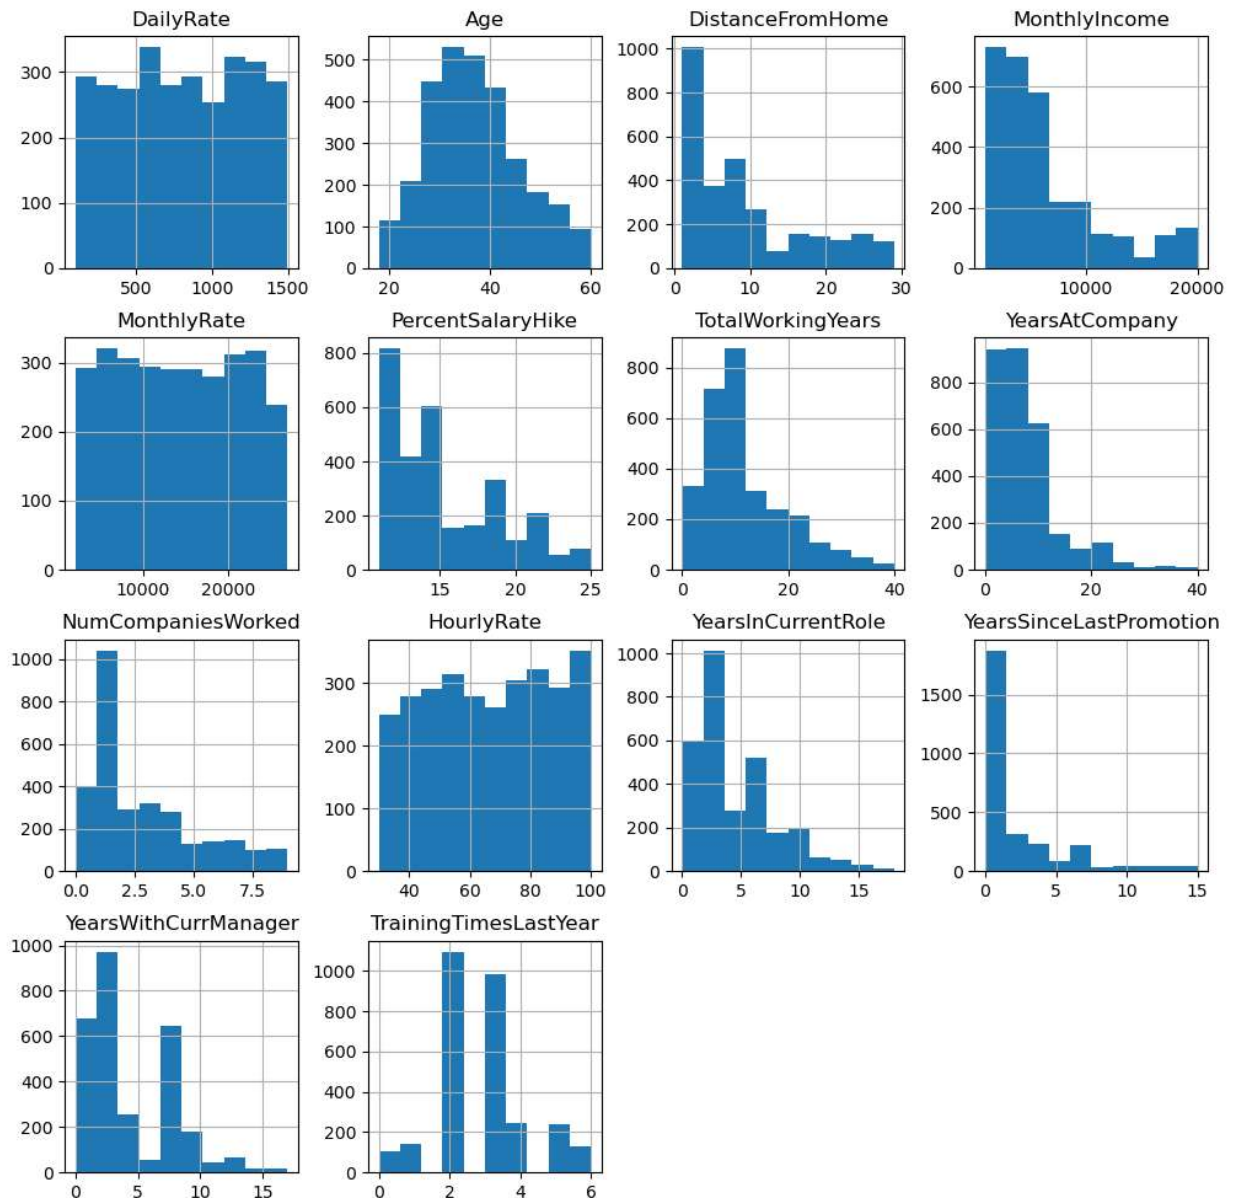 DailyRate
300
200
100
0
500 1000 1500
Age
500
400
300
200
100
0
20 40 60
DistanceFromHome
1000
800
600
400
200
0
0 10 20 30
MonthlyIncome
600
400
200
0
10000 20000
MonthlyRate
300
200
100
0
10000 20000
PercentSalaryHike
800
600
400
200
0
15 20 25
TotalWorkingYears
800
600
400
200
0
0 20 40
YearsAtCompany
800
600
400
200
0
0 20 40
NumCompaniesWorked
1000
800
600
400
200
0
0.0 2.5 5.0 7.5
HourlyRate
300
200
100
0
40 60 80 100
YearsInCurrentRole
1000
800
600
400
200
0
0 5 10 15
YearsSinceLastPromotion
1500
1000
500
0
0 5 10 15
YearsWithCurrManager
1000
800
600
400
200
0
0 5 10 15
TrainingTimesLastYear
1000
800
600
400
200
0
0 2 4 6